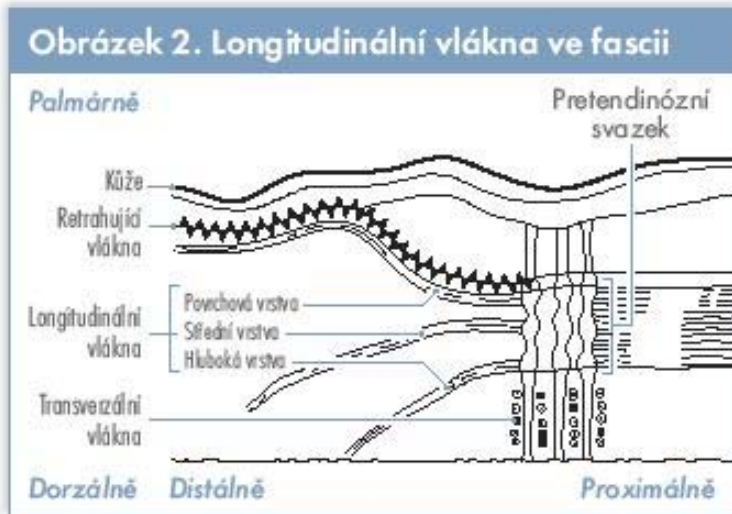 Obrázek 2. Longitudinální vlákna ve fascii
Palmárně
Pretendinózní
svazek
Kůže
Retrahující
vlákna
Longitudinální
vlákna
Povrchová vrstva
Střední vrstva
Hluboká vrstva
Transverzální
vlákna
Dorzálně Distálně Proximálně